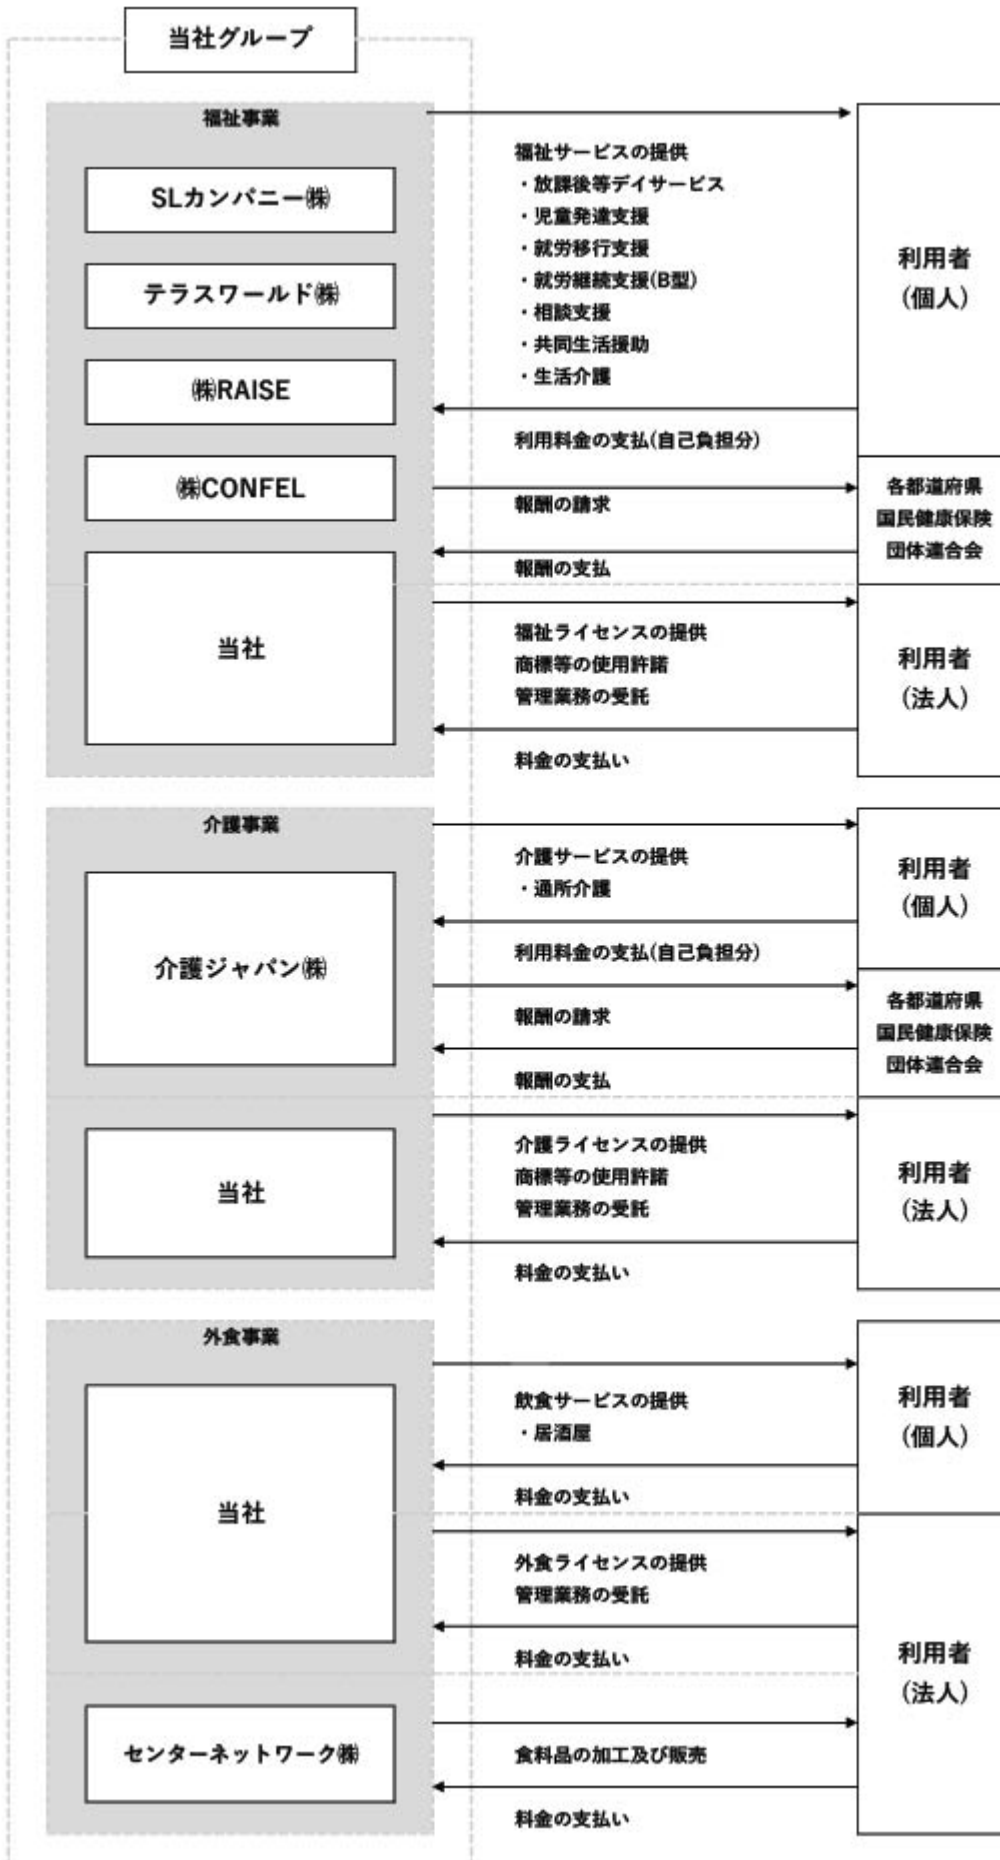 当社グループ
福祉事業
SLカンパニー㈱
テラスワールド㈱
㈱RAISE
㈱CONFEL
当社
福祉サービスの提供
・放課後等デイサービス
・児童発達支援
・就労移行支援
・就労継続支援(B型)
・相談支援
・共同生活援助
・生活介護
利用料金の支払(自己負担分)
報酬の請求
報酬の支払
福祉ライセンスの提供
商標等の使用許諾
管理業務の受託
料金の支払い
利用者
(個人)
各都道府県
国民健康保険
団体連合会
利用者
(法人)
介護事業
介護ジャパン㈱
当社
介護サービスの提供
・通所介護
利用料金の支払(自己負担分)
報酬の請求
報酬の支払
介護ライセンスの提供
商標等の使用許諾
管理業務の受託
料金の支払い
利用者
(個人)
各都道府県
国民健康保険
団体連合会
利用者
(法人)
外食事業
当社
センターネットワーク㈱
飲食サービスの提供
・居酒屋
料金の支払い
外食ライセンスの提供
管理業務の受託
料金の支払い
食料品の加工及び販売
料金の支払い
利用者
(個人)
利用者
(法人)